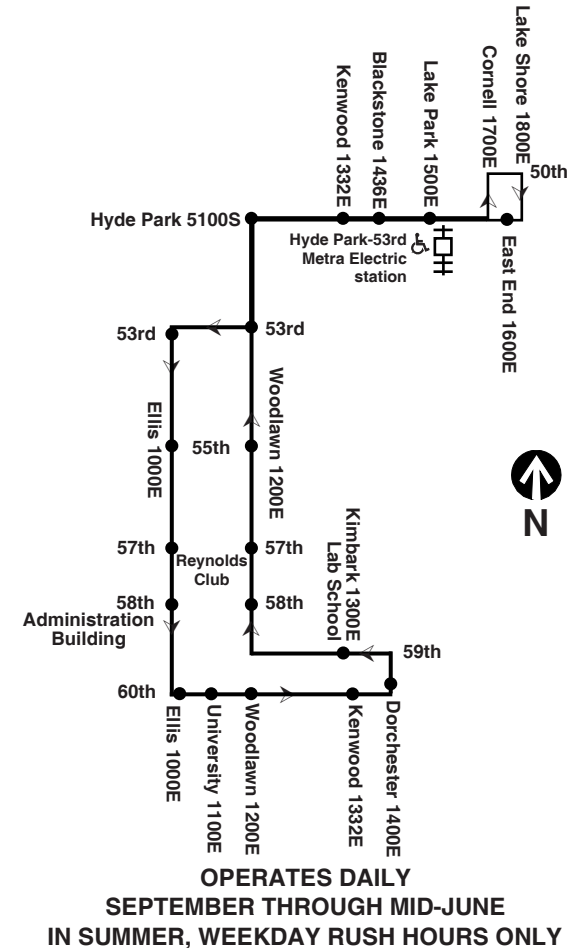 Kenwood 1332E
Blackstone 1436E
Lake Park 1500E
Cornell 1700E
Lake Shore 1800E
50th
Hyde Park 5100S
Hyde Park-53rd
Metra Electric
station
East End 1600E
53rd
53rd
Ellis 1000E
55th
Woodlawn 1200E
N
57th
Reynolds
Club
57th
Kimbark 1300E
Lab School
58th
Administration
Building
58th
59th
60th
Ellis 1000E
University 1100E
Woodlawn 1200E
Kenwood 1332E
Dorchester 1400E
OPERATES DAILY
SEPTEMBER THROUGH MID-JUNE
IN SUMMER, WEEKDAY RUSH HOURS ONLY